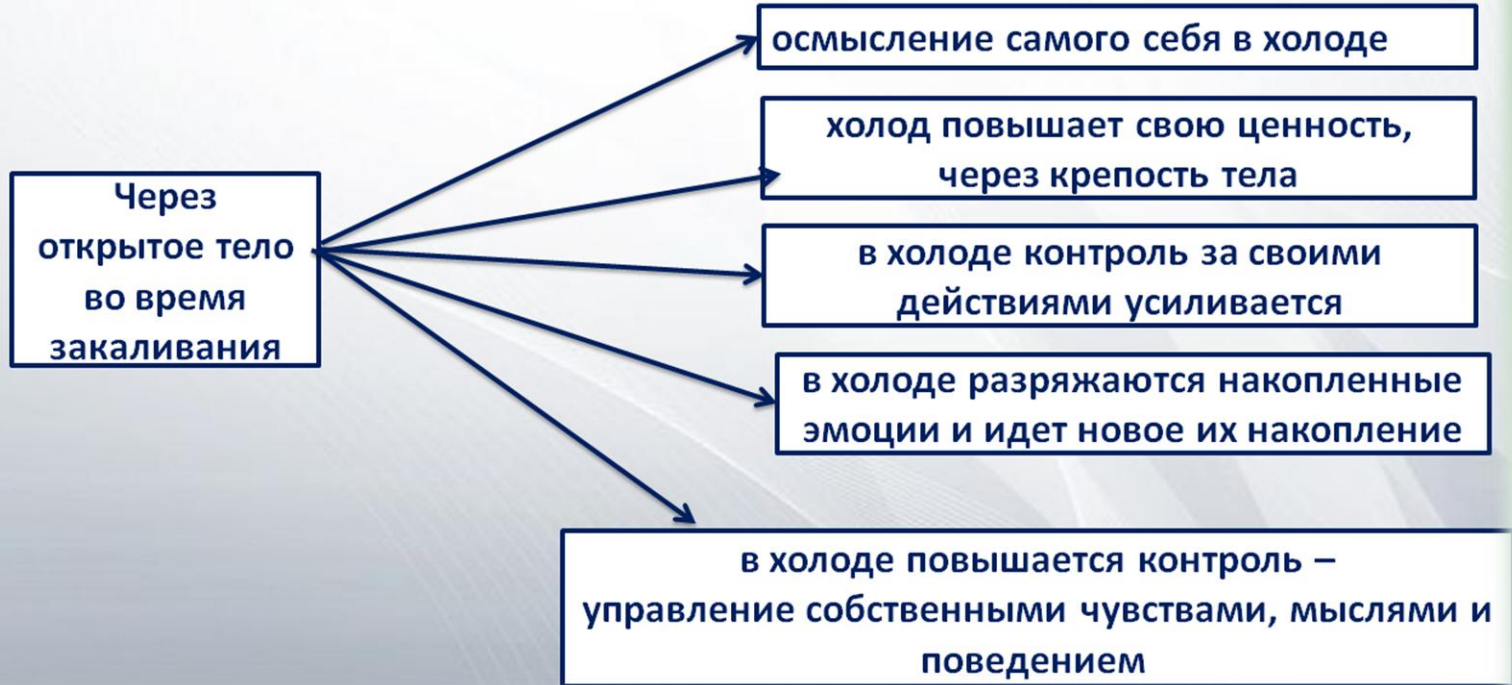 Через
открытое тело
во время
закаливания
осмысление самого себя в холоде
холод повышает свою ценность,
через крепость тела
в холоде контроль за своими
действиями усиливается
в холоде разряжаются накопленные
эмоции и идет новое их накопление
в холоде повышается контроль –
управление собственными чувствами, мыслями и
поведением